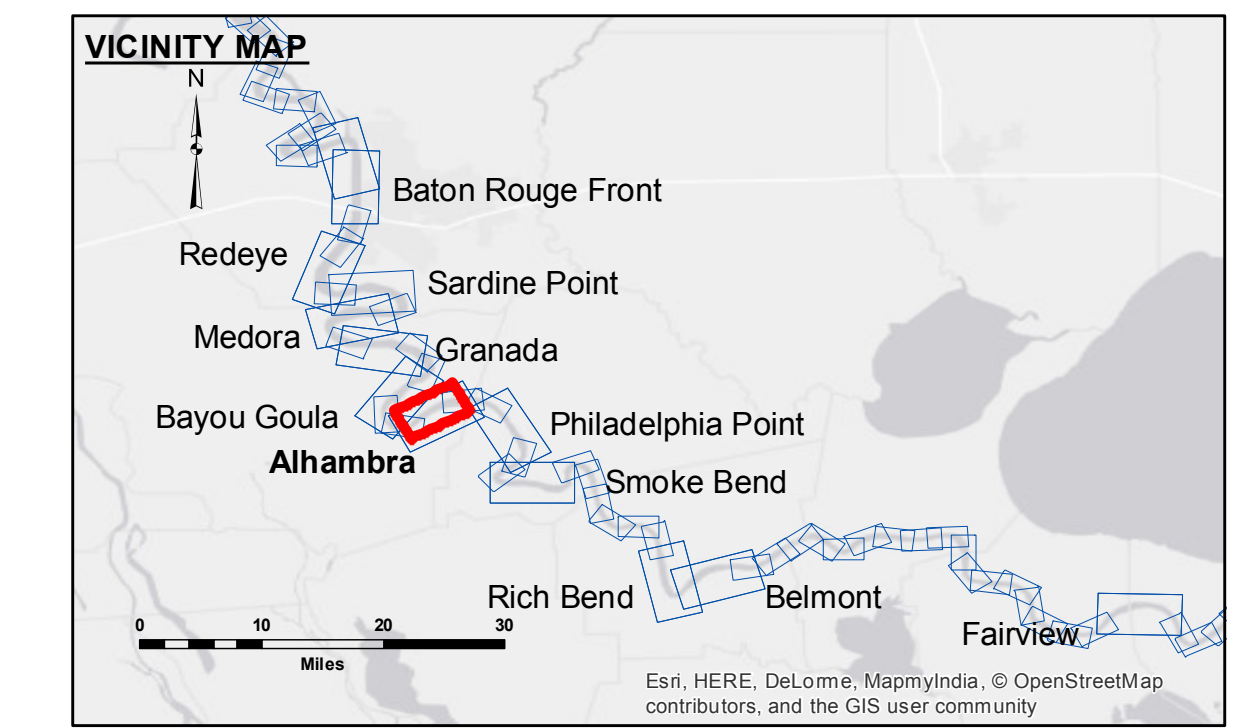 VICINITY MAP
N
Baton Rouge Front
Redeye
Sardine Point
Medora
Granada
Bayou Goula
Philadelphia Point
Alhambra
Smoke Bend
Rich Bend
Belmont
Fairview
0 10 20 30
Miles
Esri, HERE, DeLorme, MapmyIndia, © OpenStreetMap
contributors, and the GIS user community